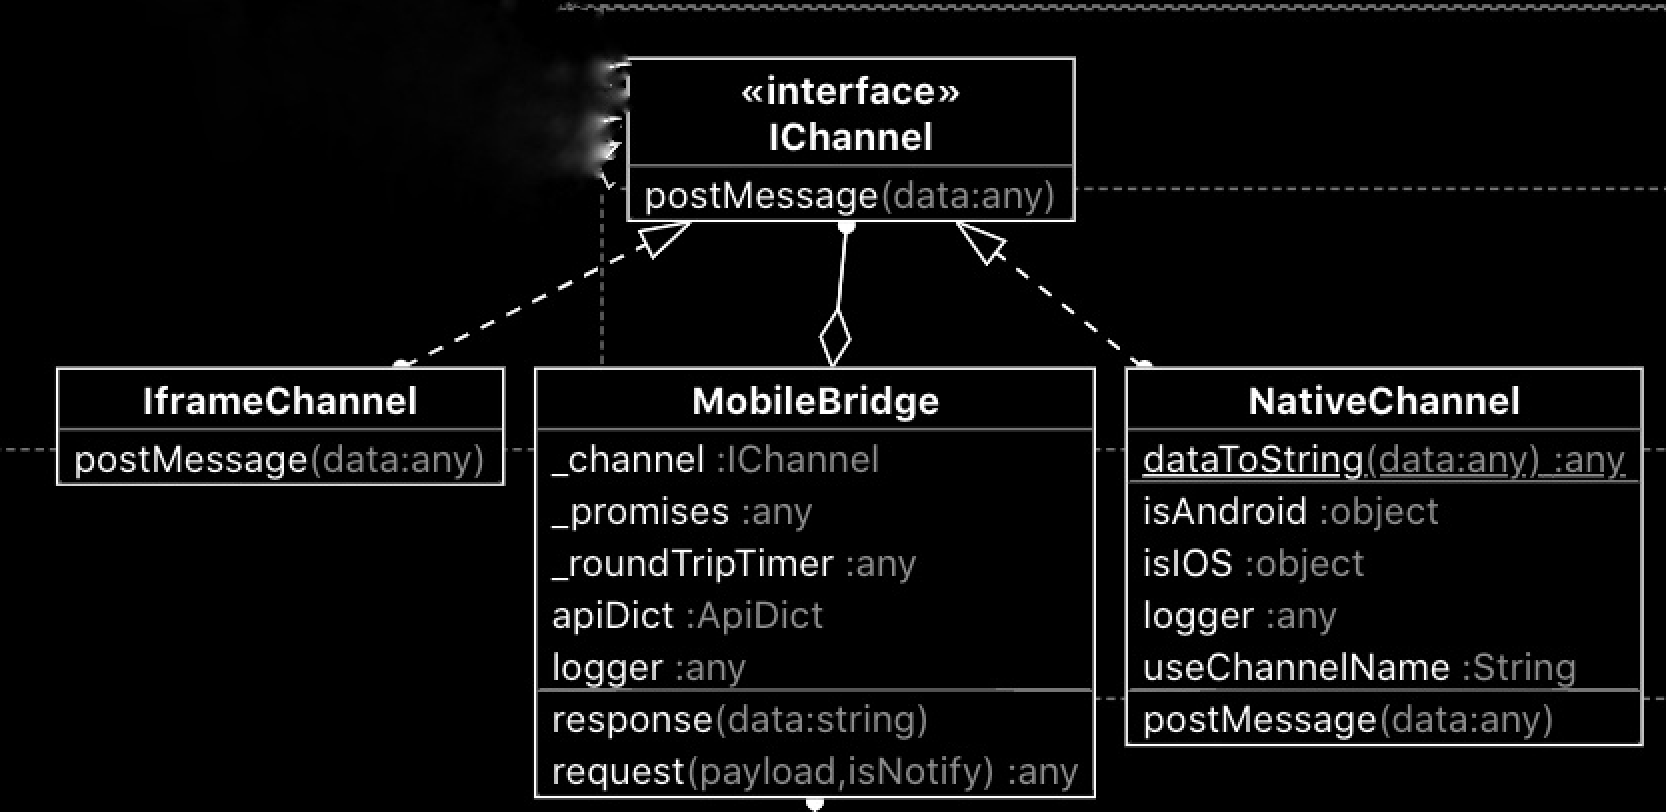 «interface»
IChannel
postMessage(data:any)
IframeChannel
postMessage(data:any)
MobileBridge
_channel :IChannel
_promises :any
_roundTripTimer :any
apiDict :ApiDict
logger :any
response(data:string)
request(payload,isNotify) :any
NativeChannel
dataToString(data:any) :any
isAndroid :object
isIOS :object
logger :any
useChannelName :String
postMessage(data:any)